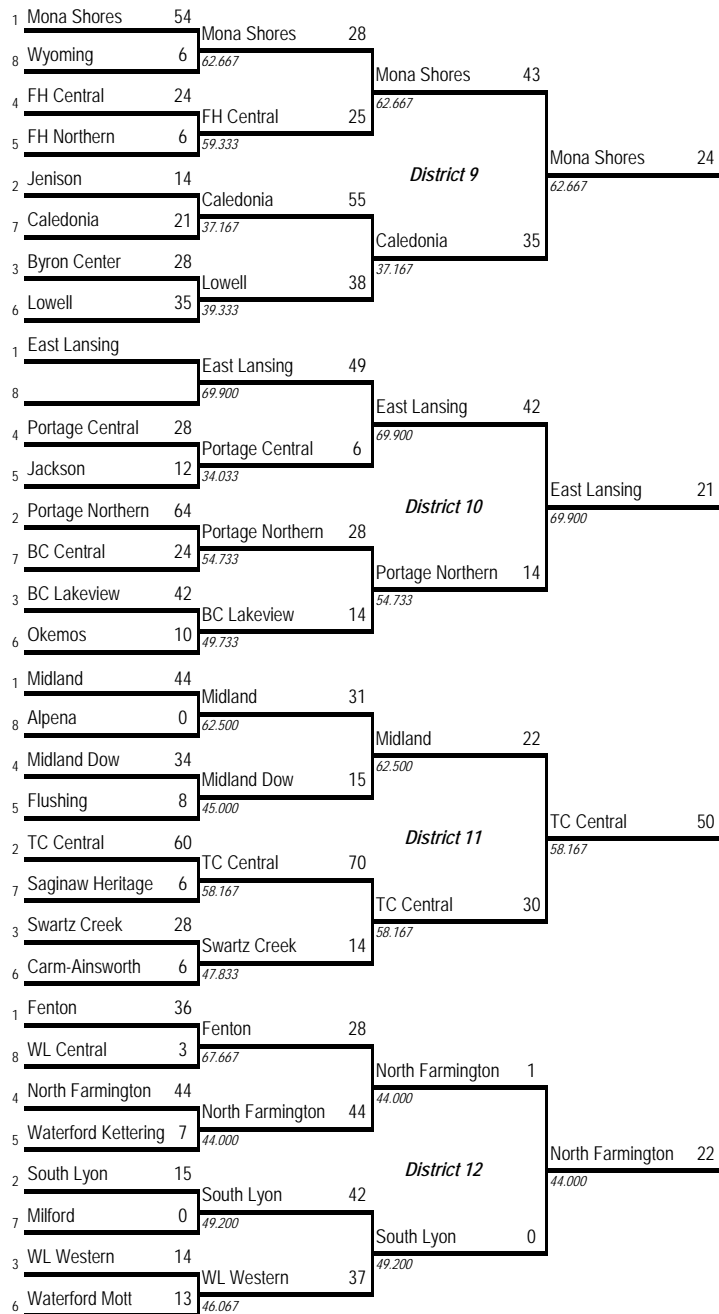 1 Mona Shores 54
Mona Shores 28
8 Wyoming 6
62.667
Mona Shores 43
62.667
4 FH Central 24
FH Central 25
5 FH Northern 6
59.333
District 9
Mona Shores 24
62.667
2 Jenison 14
Caledonia 55
7 Caledonia 21
37.167
Caledonia 35
37.167
3 Byron Center 28
Lowell 38
6 Lowell 35
39.333
1 East Lansing
East Lansing 49
8
69.900
East Lansing 42
69.900
4 Portage Central 28
Portage Central 6
5 Jackson 12
34.033
District 10
East Lansing 21
69.900
2 Portage Northern 64
Portage Northern 28
7 BC Central 24
54.733
Portage Northern 14
54.733
3 BC Lakeview 42
BC Lakeview 14
6 Okemos 10
49.733
1 Midland 44
Midland 31
8 Alpena 0
62.500
Midland 22
62.500
4 Midland Dow 34
Midland Dow 15
5 Flushing 8
45.000
District 11
TC Central 50
58.167
2 TC Central 60
TC Central 70
7 Saginaw Heritage 6
58.167
TC Central 30
58.167
3 Swartz Creek 28
Swartz Creek 14
6 Carm-Ainsworth 6
47.833
1 Fenton 36
Fenton 28
8 WL Central 3
67.667
North Farmington 1
44.000
4 North Farmington 44
North Farmington 44
5 Waterford Kettering 7
44.000
District 12
North Farmington 22
44.000
2 South Lyon 15
South Lyon 42
7 Milford 0
49.200
South Lyon 0
49.200
3 WL Western 14
WL Western 37
6 Waterford Mott 13
46.067